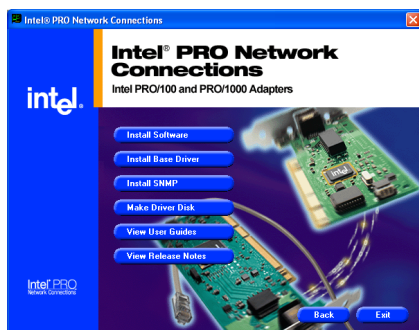 Intel® PRO Network Connections
Intel® PRO Network
Connections
Intel PRO/100 and PRO/1000 Adapters
intel.
Install Software
Install Base Driver
Install SNMP
Make Driver Disk
View User Guides
View Release Notes
intel
Intel® PRO
Network Connections
Back
Exit